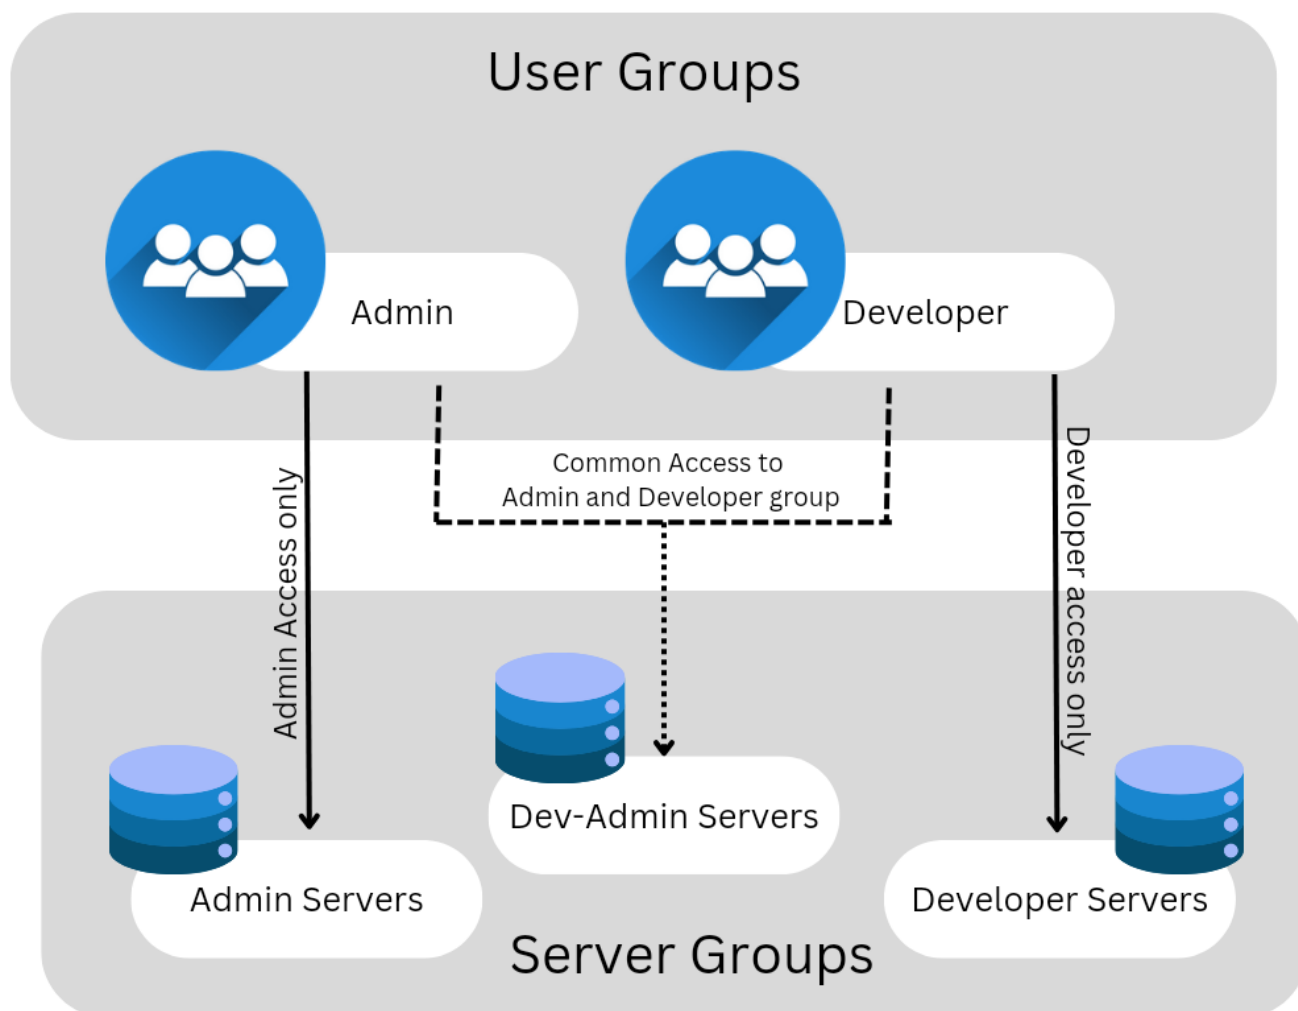 User Groups
Admin
Developer
Common Access to
Admin and Developer group
Admin Access only
Developer access only
Dev-Admin Servers
Admin Servers
Developer Servers
Server Groups